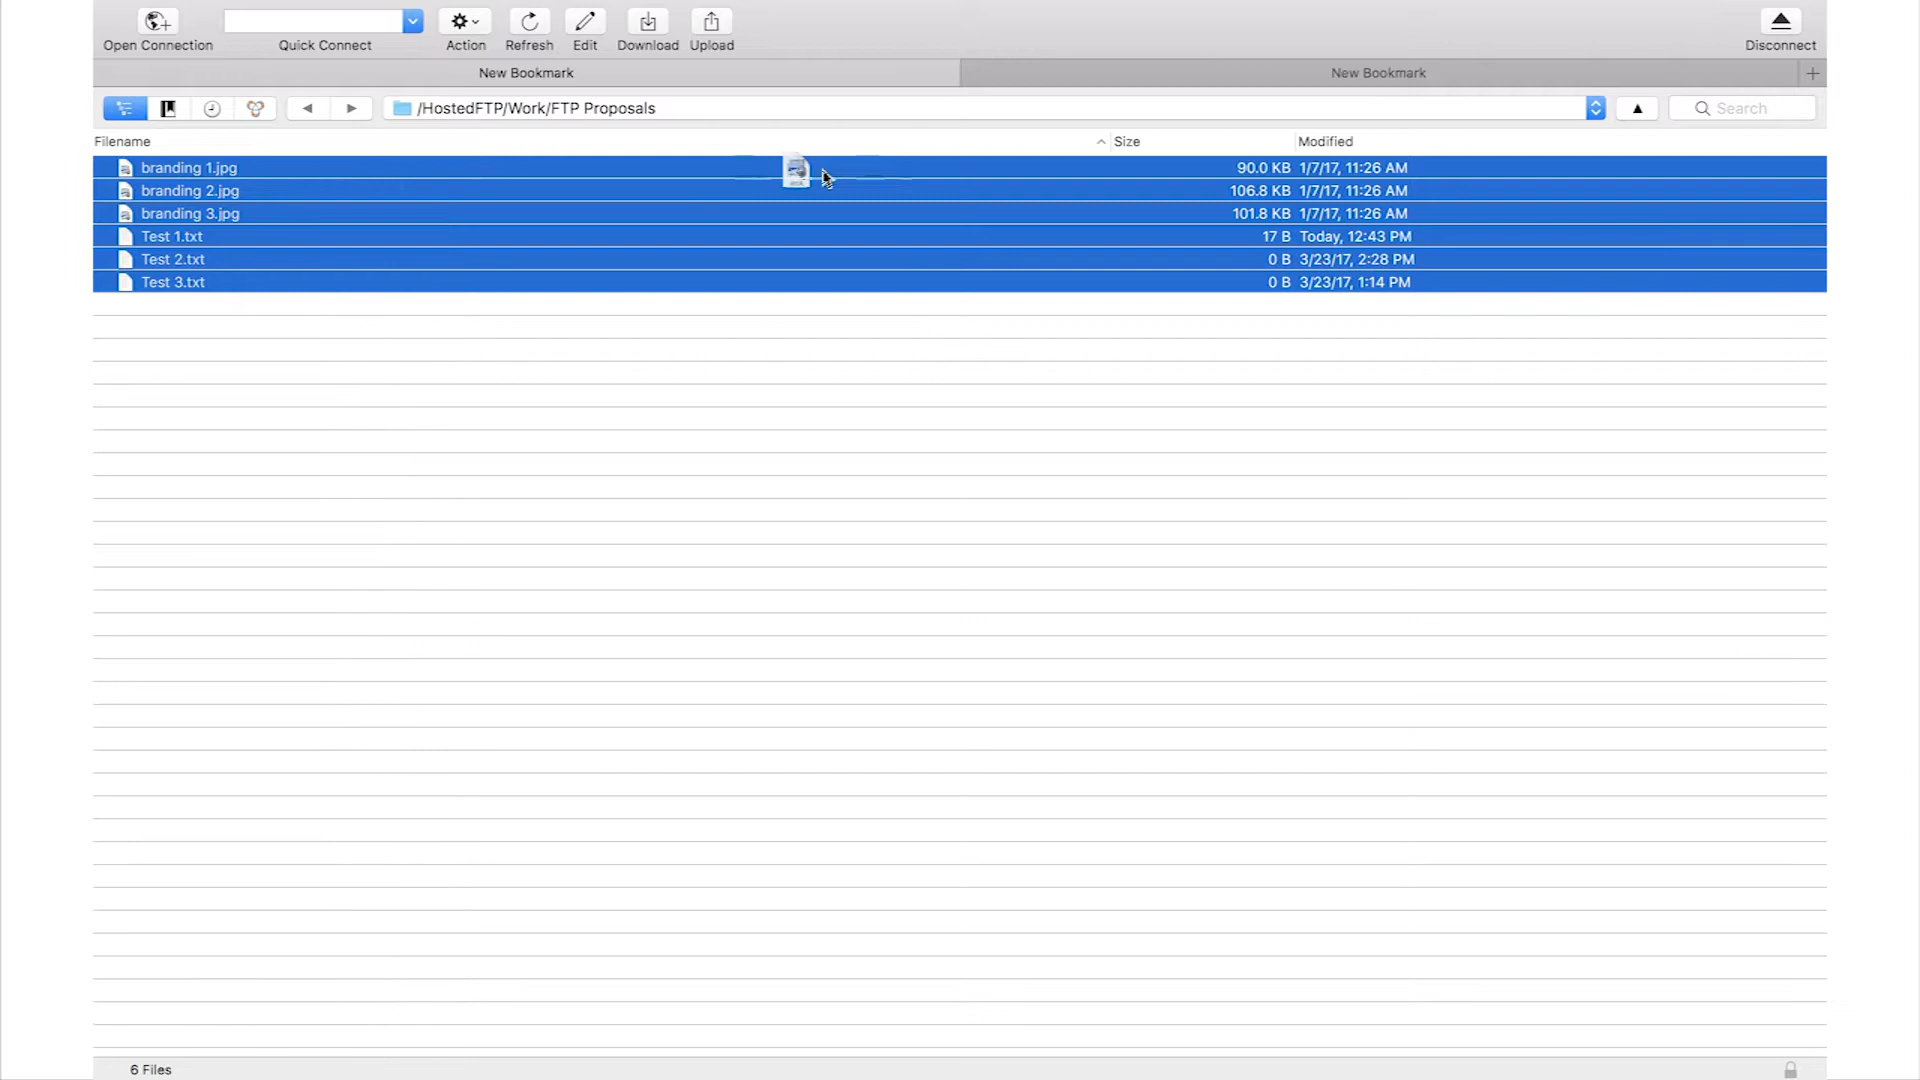 Open Connection
Quick Connect
Action
Refresh
Edit
Download
Upload
Disconnect
New Bookmark
New Bookmark
/HostedFTP/Work/FTP Proposals
Search
Filename Size Modified
branding 1.jpg 90.0 KB 1/7/17, 11:26 AM
branding 2.jpg 106.8 KB 1/7/17, 11:26 AM
branding 3.jpg 101.8 KB 1/7/17, 11:26 AM
Test 1.txt 17 B Today, 12:43 PM
Test 2.txt 0 B 3/23/17, 2:28 PM
Test 3.txt 0 B 3/23/17, 1:14 PM
6 Files